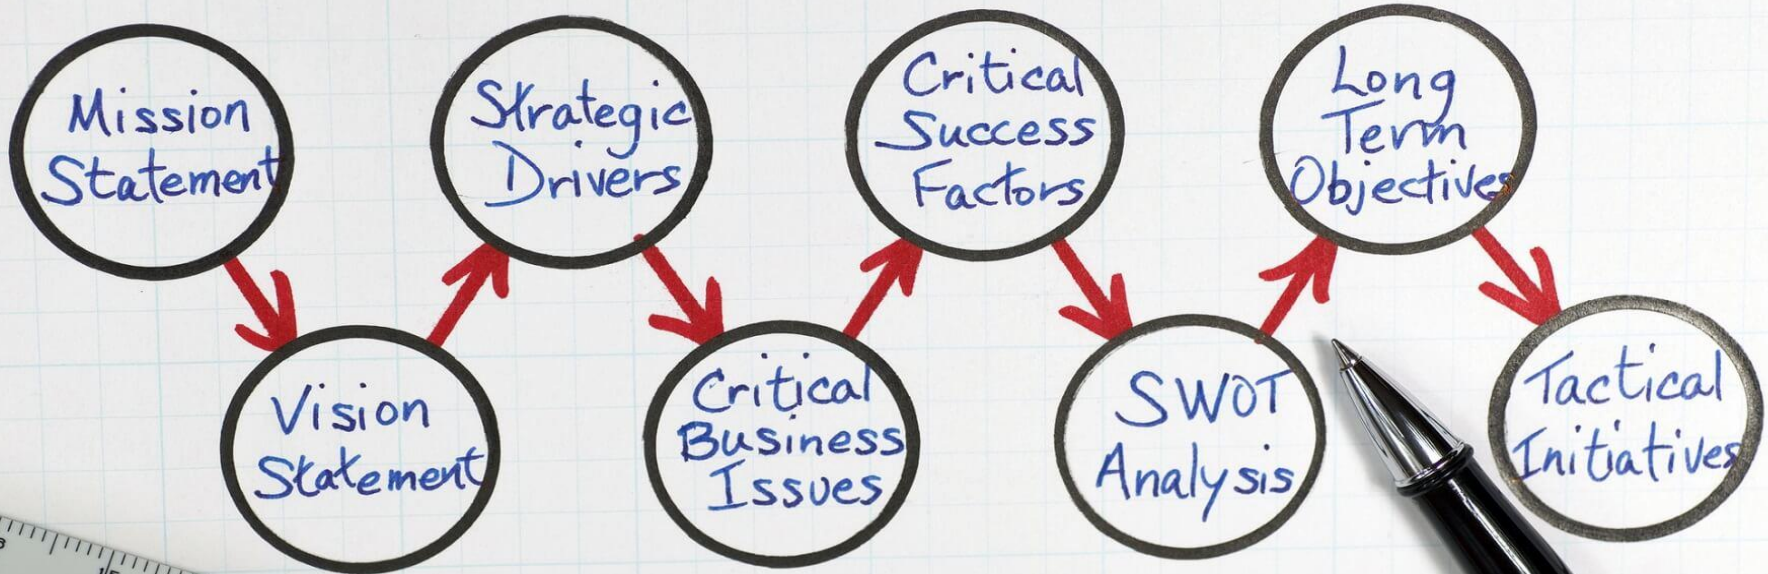 Mission
Statement
Vision
Statement
Strategic
Drivers
Critical
Business
Issues
Critical
Success
Factors
SWOT
Analysis
Long
Term
Objectives
Tactical
Initiatives